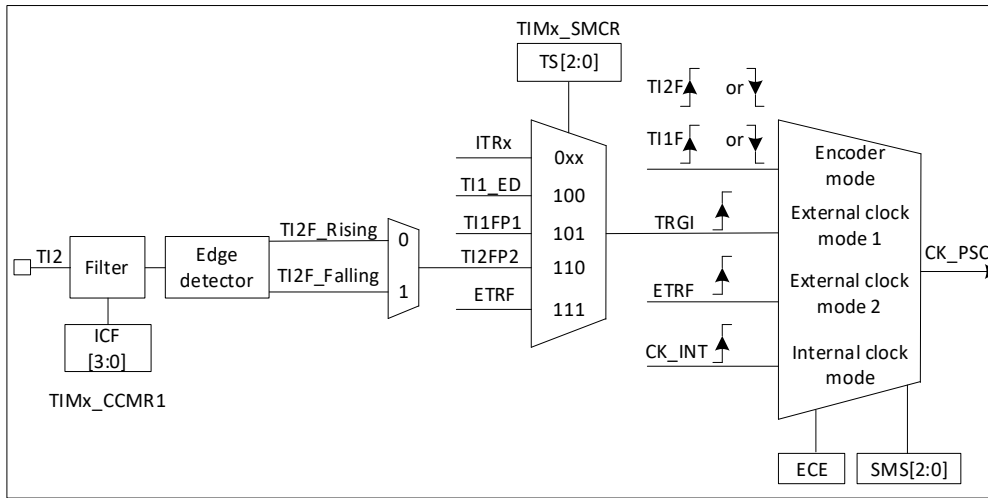 TIMx_SMCR
TS[2:0]
TI2F or
TI1F or
ITRx
0xx
Encoder
mode
TI1_ED
100
TI1FP1
101
TRGI
External clock
mode 1
TI2F_Rising
0
TI2
Filter
Edge
detector
TI2FP2
110
CK_PSC
TI2F_Falling
1
ETRF
111
ETRF
External clock
mode 2
ICF
[3:0]
CK_INT
Internal clock
mode
TIMx_CCMR1
ECE
SMS[2:0]